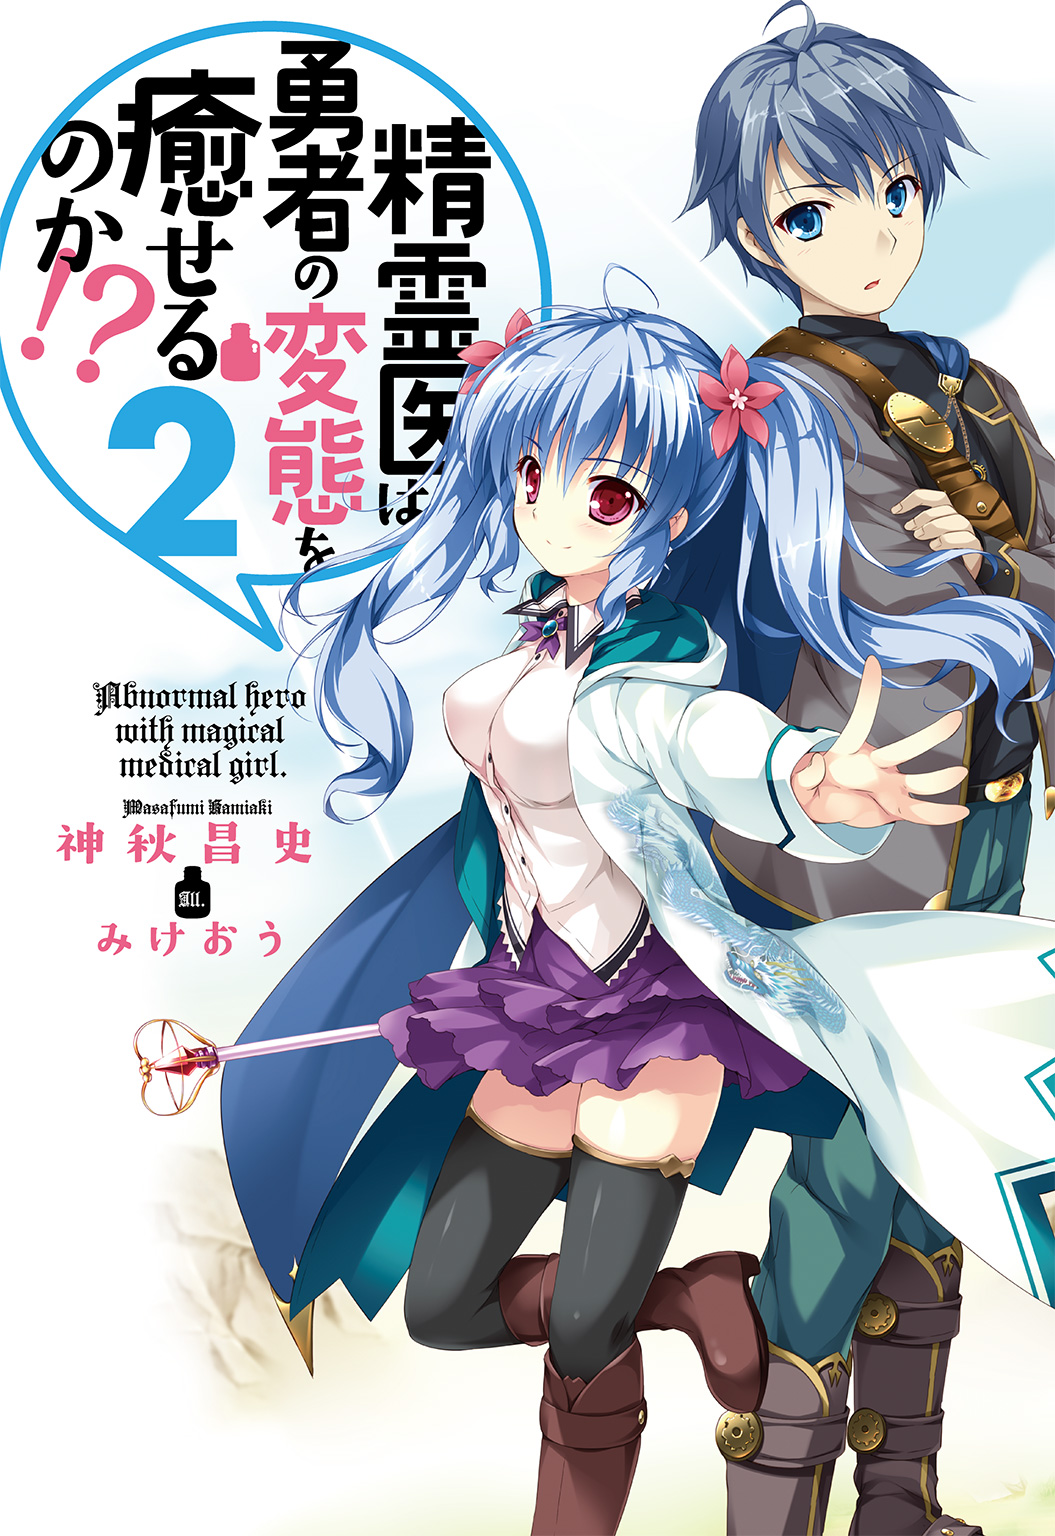 精霊医は
勇者の変態を
癒せる
のか!?
2
Abnormal hero
with magical
medical girl.
Masafumi Kamiaki
神秋昌史
Ill.
みけおう